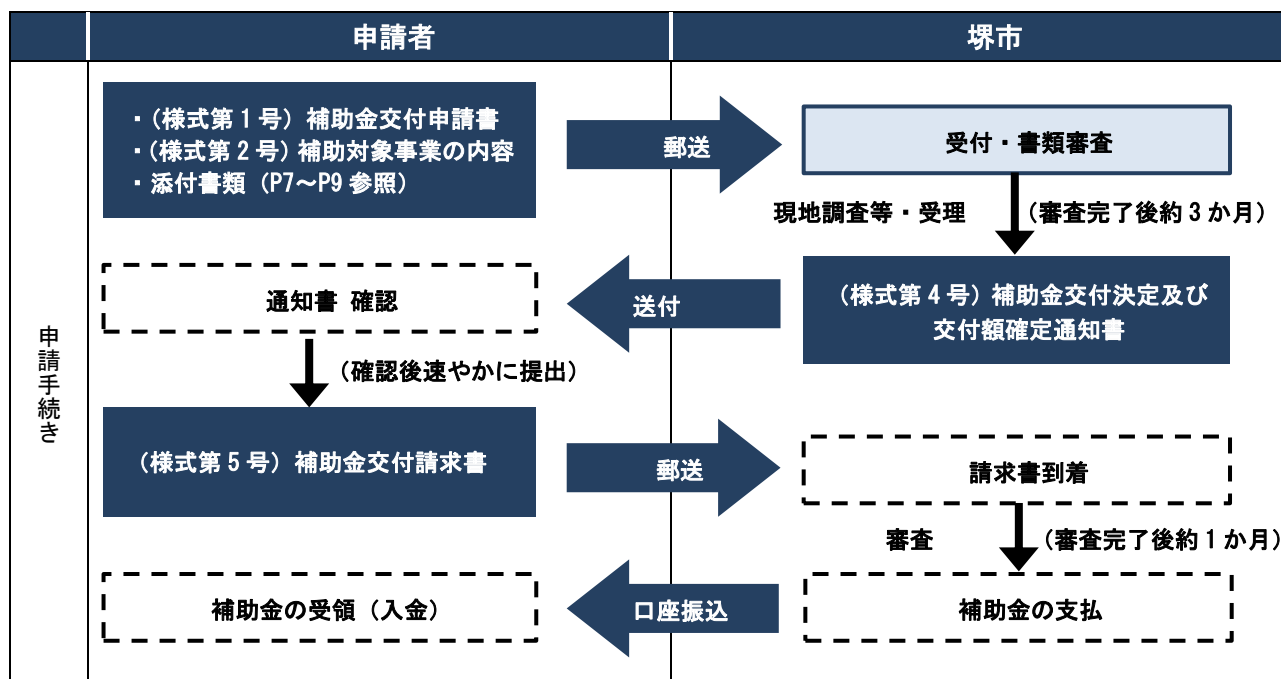 申請者
堺市
申請手続き
・(様式第1号) 補助金交付申請書
・(様式第2号) 補助対象事業の内容
・添付書類 (P7～P9 参照)
郵送
受付・書類審査
現地調査等・受理
(審査完了後約3か月)
(様式第4号) 補助金交付決定及び
交付額確定通知書
送付
通知書 確認
(確認後速やかに提出)
(様式第5号) 補助金交付請求書
郵送
請求書到着
審査
(審査完了後約1か月)
補助金の支払
口座振込
補助金の受領 (入金)